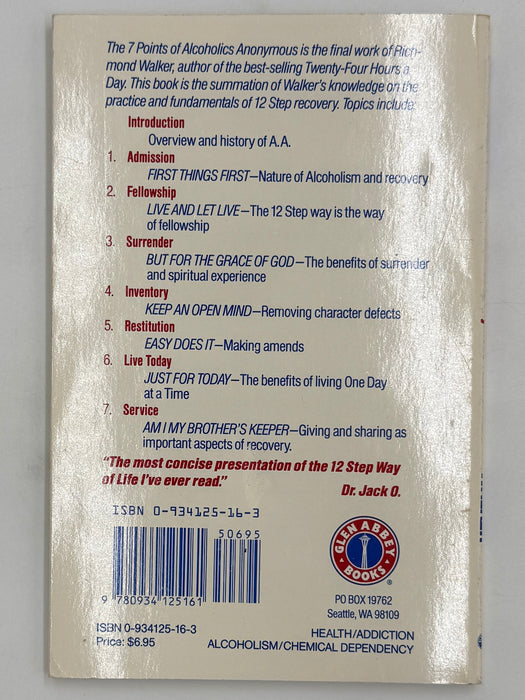 The 7 Points of Alcoholics Anonymous is the final work of Rich-
mond Walker, author of the best-selling Twenty-Four Hours a
Day. This book is the summation of Walker's knowledge on the
practice and fundamentals of 12 Step recovery. Topics include:
Introduction
Overview and history of A.A.
1. Admission
FIRST THINGS FIRST—Nature of Alcoholism and recovery
2. Fellowship
LIVE AND LET LIVE—The 12 Step way is the way
of fellowship
3. Surrender
BUT FOR THE GRACE OF GOD—The benefits of surrender
and spiritual experience
4. Inventory
KEEP AN OPEN MIND—Removing character defects
5. Restitution
EASY DOES IT—Making amends
6. Live Today
JUST FOR TODAY—The benefits of living One Day
at a Time
7. Service
AM I MY BROTHER'S KEEPER—Giving and sharing as
important aspects of recovery.
"The most concise presentation of the 12 Step Way
of Life I've ever read."
Dr. Jack O.
ISBN 0-934125-16-3
50695
9 780934 125161
GLEN ABBEY
BOOKS
®
PO BOX 19762
Seattle, WA 98109
ISBN 0-934125-16-3
Price: $6.95
HEALTH/ADDICTION
ALCOHOLISM/CHEMICAL DEPENDENCY